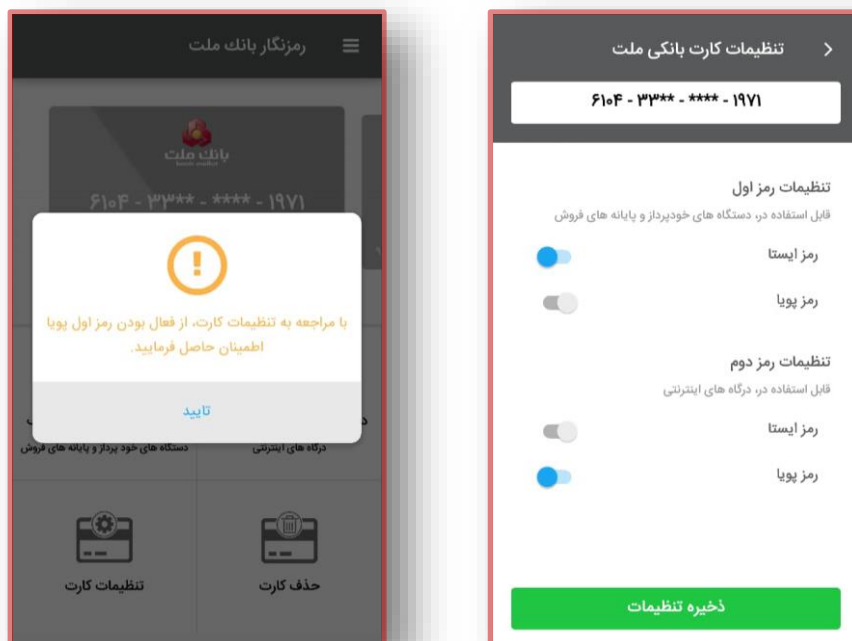 رمزنگار بانك ملت
بانك ملت
۶۱۰۴ - ۳۳** - **** - ۱۹۷۱
با مراجعه به تنظیمات کارت، از فعال بودن رمز اول پویا
اطمینان حاصل فرمایید.
تایید
درگاه های اینترنتی
دستگاه های خود پرداز و پایانه های فروش
حذف کارت
تنظیمات کارت
تنظیمات کارت بانکی ملت
۶۱۰۴ - ۳۳** - **** - ۱۹۷۱
تنظیمات رمز اول
قابل استفاده در، دستگاه های خودپرداز و پایانه های فروش
رمز ایستا
رمز پویا
تنظیمات رمز دوم
قابل استفاده در، درگاه های اینترنتی
رمز ایستا
رمز پویا
ذخیره تنظیمات